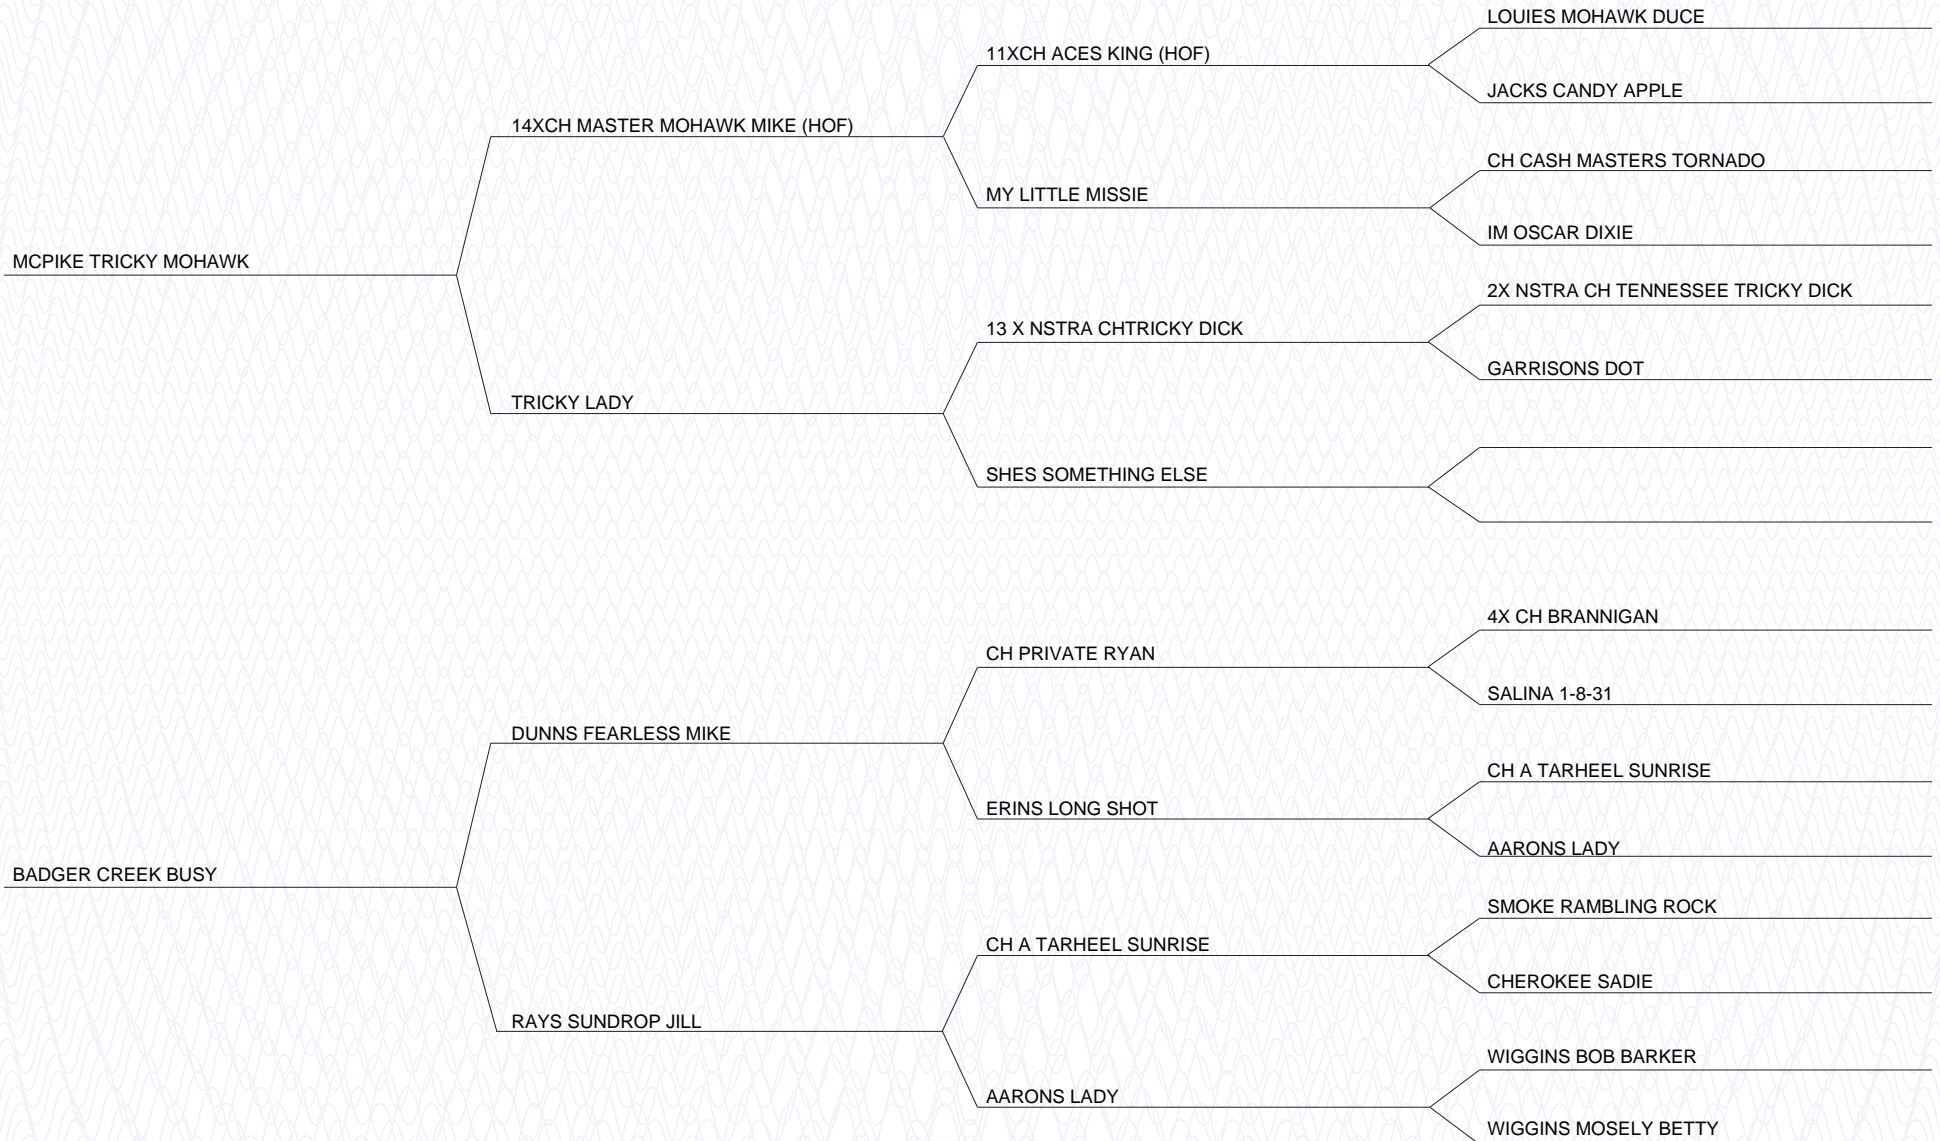 LOUIES MOHAWK DUCE
11XCH ACES KING (HOF)
JACKS CANDY APPLE
14XCH MASTER MOHAWK MIKE (HOF)
CH CASH MASTERS TORNADO
MY LITTLE MISSIE
IM OSCAR DIXIE
MCPIKE TRICKY MOHAWK
2X NSTRA CH TENNESSEE TRICKY DICK
13 X NSTRA CHTRICKY DICK
GARRISONS DOT
TRICKY LADY
SHES SOMETHING ELSE
4X CH BRANNIGAN
CH PRIVATE RYAN
SALINA 1-8-31
DUNNS FEARLESS MIKE
CH A TARHEEL SUNRISE
ERINS LONG SHOT
AARONS LADY
BADGER CREEK BUSY
SMOKE RAMBLING ROCK
CH A TARHEEL SUNRISE
CHEROKEE SADIE
RAYS SUNDROP JILL
WIGGINS BOB BARKER
AARONS LADY
WIGGINS MOSELY BETTY